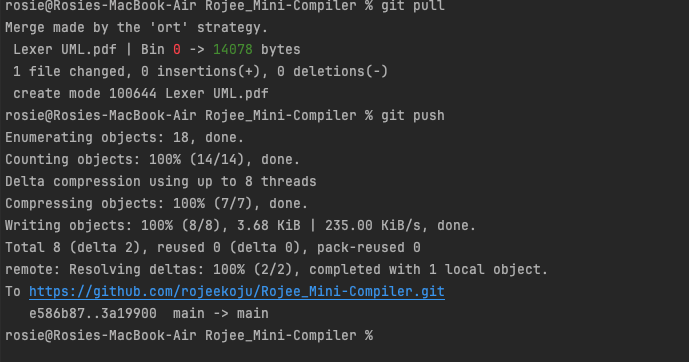 rosie@Rosies-MacBook-Air Rojee_Mini-Compiler % git pull
Merge made by the 'ort' strategy.
 Lexer UML.pdf | Bin 0 -> 14078 bytes
 1 file changed, 0 insertions(+), 0 deletions(-)
 create mode 100644 Lexer UML.pdf
rosie@Rosies-MacBook-Air Rojee_Mini-Compiler % git push
Enumerating objects: 18, done.
Counting objects: 100% (14/14), done.
Delta compression using up to 8 threads
Compressing objects: 100% (7/7), done.
Writing objects: 100% (8/8), 3.68 KiB | 235.00 KiB/s, done.
Total 8 (delta 2), reused 0 (delta 0), pack-reused 0
remote: Resolving deltas: 100% (2/2), completed with 1 local object.
To https://github.com/rojeekoju/Rojee_Mini-Compiler.git
   e586b87..3a19900  main -> main
rosie@Rosies-MacBook-Air Rojee_Mini-Compiler %